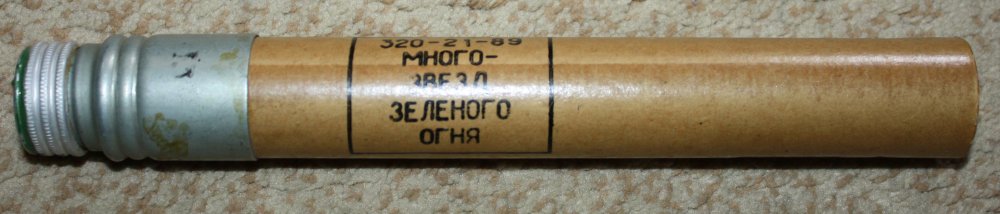 320-21-89
МНОГО-
ЗВЕЗД
ЗЕЛЕНОГО
ОГНЯ